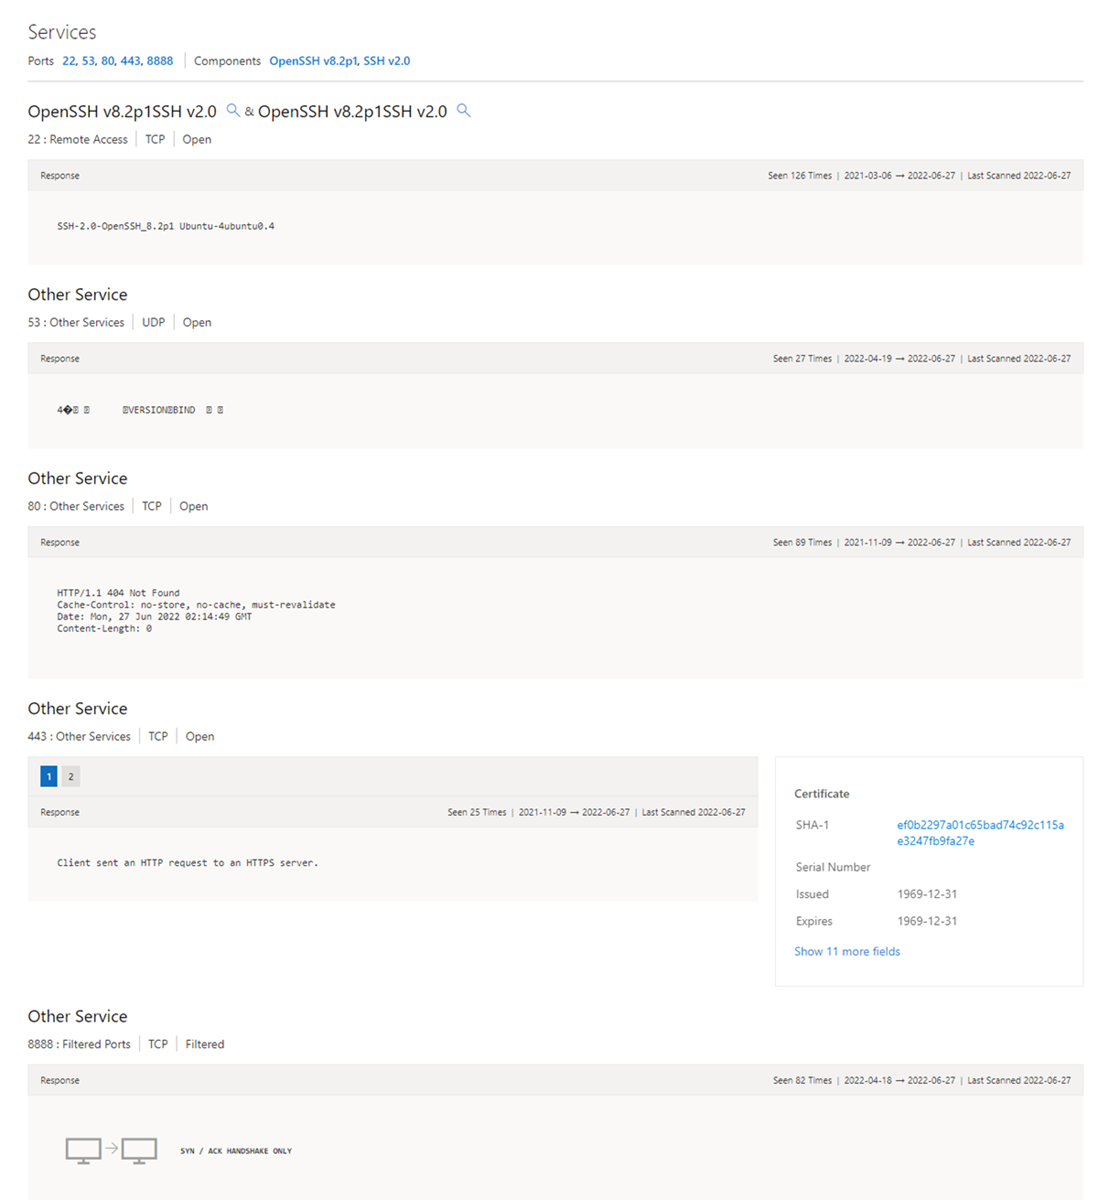 Services
Ports 22, 53, 80, 443, 8888 Components OpenSSH v8.2p1, SSH v2.0
OpenSSH v8.2p1SSH v2.0 & OpenSSH v8.2p1SSH v2.0
22 : Remote Access TCP Open
Response Seen 126 Times | 2021-03-06 → 2022-06-27 | Last Scanned 2022-06-27
SSH-2.0-OpenSSH_8.2p1 Ubuntu-4ubuntu0.4
Other Service
53 : Other Services UDP Open
Response Seen 27 Times | 2022-04-19 → 2022-06-27 | Last Scanned 2022-06-27
4� VERSION BIND
Other Service
80 : Other Services TCP Open
Response Seen 89 Times | 2021-11-09 → 2022-06-27 | Last Scanned 2022-06-27
HTTP/1.1 404 Not Found
Cache-Control: no-store, no-cache, must-revalidate
Date: Mon, 27 Jun 2022 02:14:49 GMT
Content-Length: 0
Other Service
443 : Other Services TCP Open
1 2
Response Seen 25 Times | 2021-11-09 → 2022-06-27 | Last Scanned 2022-06-27
Client sent an HTTP request to an HTTPS server.
Certificate
SHA-1 ef0b2297a01c65bad74c92c115a
e3247fb9fa27e
Serial Number
Issued 1969-12-31
Expires 1969-12-31
Show 11 more fields
Other Service
8888 : Filtered Ports TCP Filtered
Response Seen 82 Times | 2022-04-18 → 2022-06-27 | Last Scanned 2022-06-27
SYN / ACK HANDSHAKE ONLY